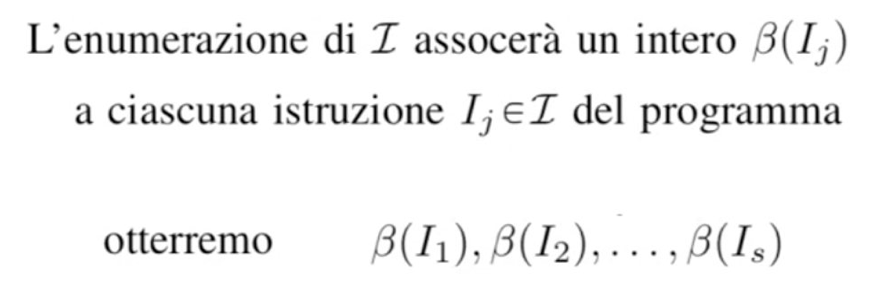 L'enumerazione di ℐ assocerà un intero β(I_j)
a ciascuna istruzione I_j ∈ ℐ del programma
otterremo β(I_1), β(I_2), . . . , β(I_s)